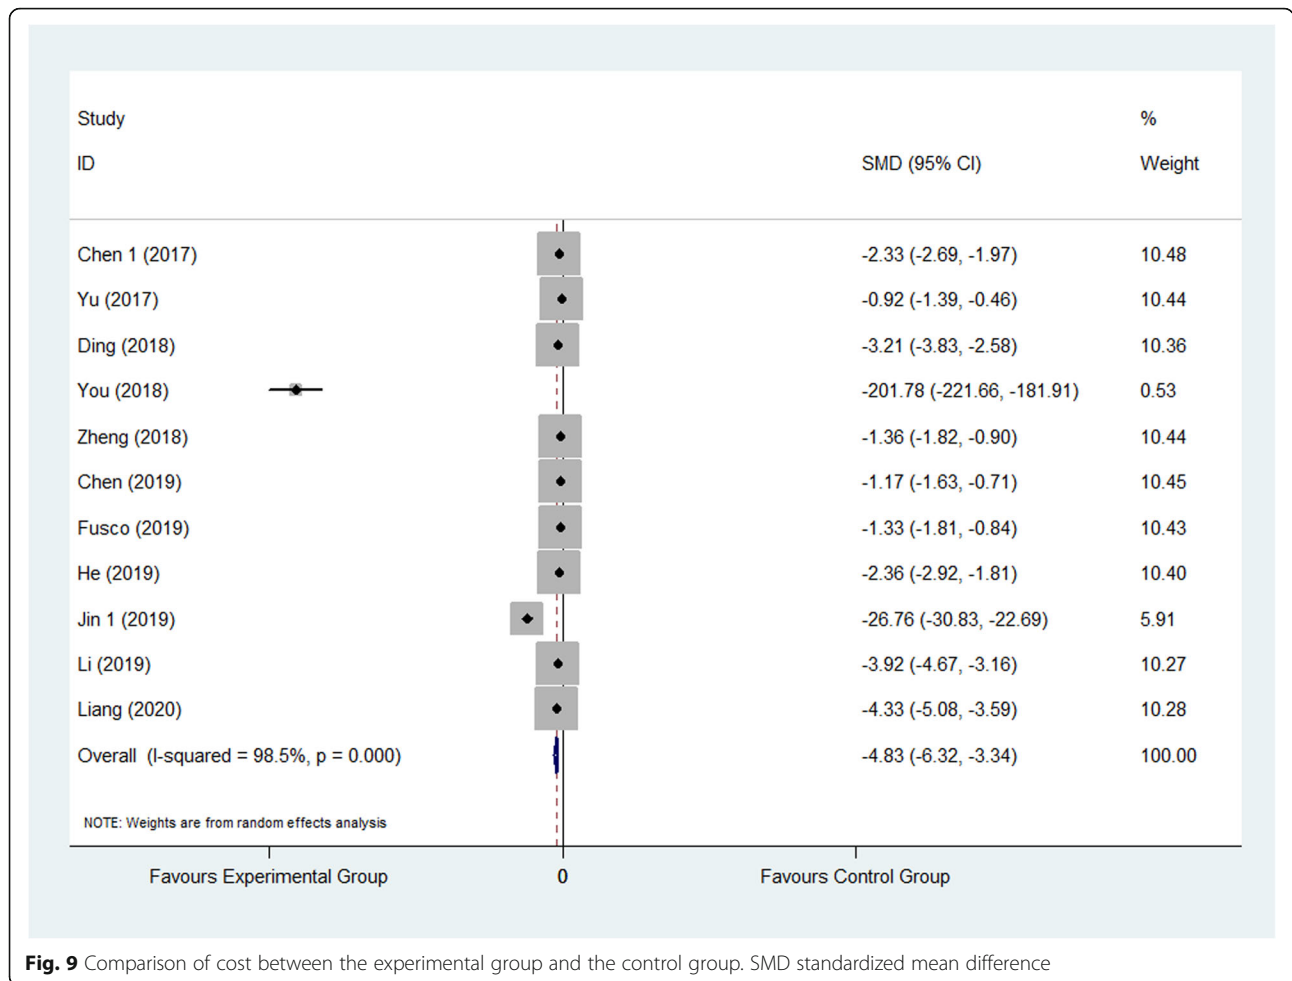 Study %
ID SMD (95% CI) Weight
Chen 1 (2017) -2.33 (-2.69, -1.97) 10.48
Yu (2017) -0.92 (-1.39, -0.46) 10.44
Ding (2018) -3.21 (-3.83, -2.58) 10.36
You (2018) -201.78 (-221.66, -181.91) 0.53
Zheng (2018) -1.36 (-1.82, -0.90) 10.44
Chen (2019) -1.17 (-1.63, -0.71) 10.45
Fusco (2019) -1.33 (-1.81, -0.84) 10.43
He (2019) -2.36 (-2.92, -1.81) 10.40
Jin 1 (2019) -26.76 (-30.83, -22.69) 5.91
Li (2019) -3.92 (-4.67, -3.16) 10.27
Liang (2020) -4.33 (-5.08, -3.59) 10.28
Overall (I-squared = 98.5%, p = 0.000) -4.83 (-6.32, -3.34) 100.00
NOTE: Weights are from random effects analysis
Favours Experimental Group 0 Favours Control Group
Fig. 9 Comparison of cost between the experimental group and the control group. SMD standardized mean difference